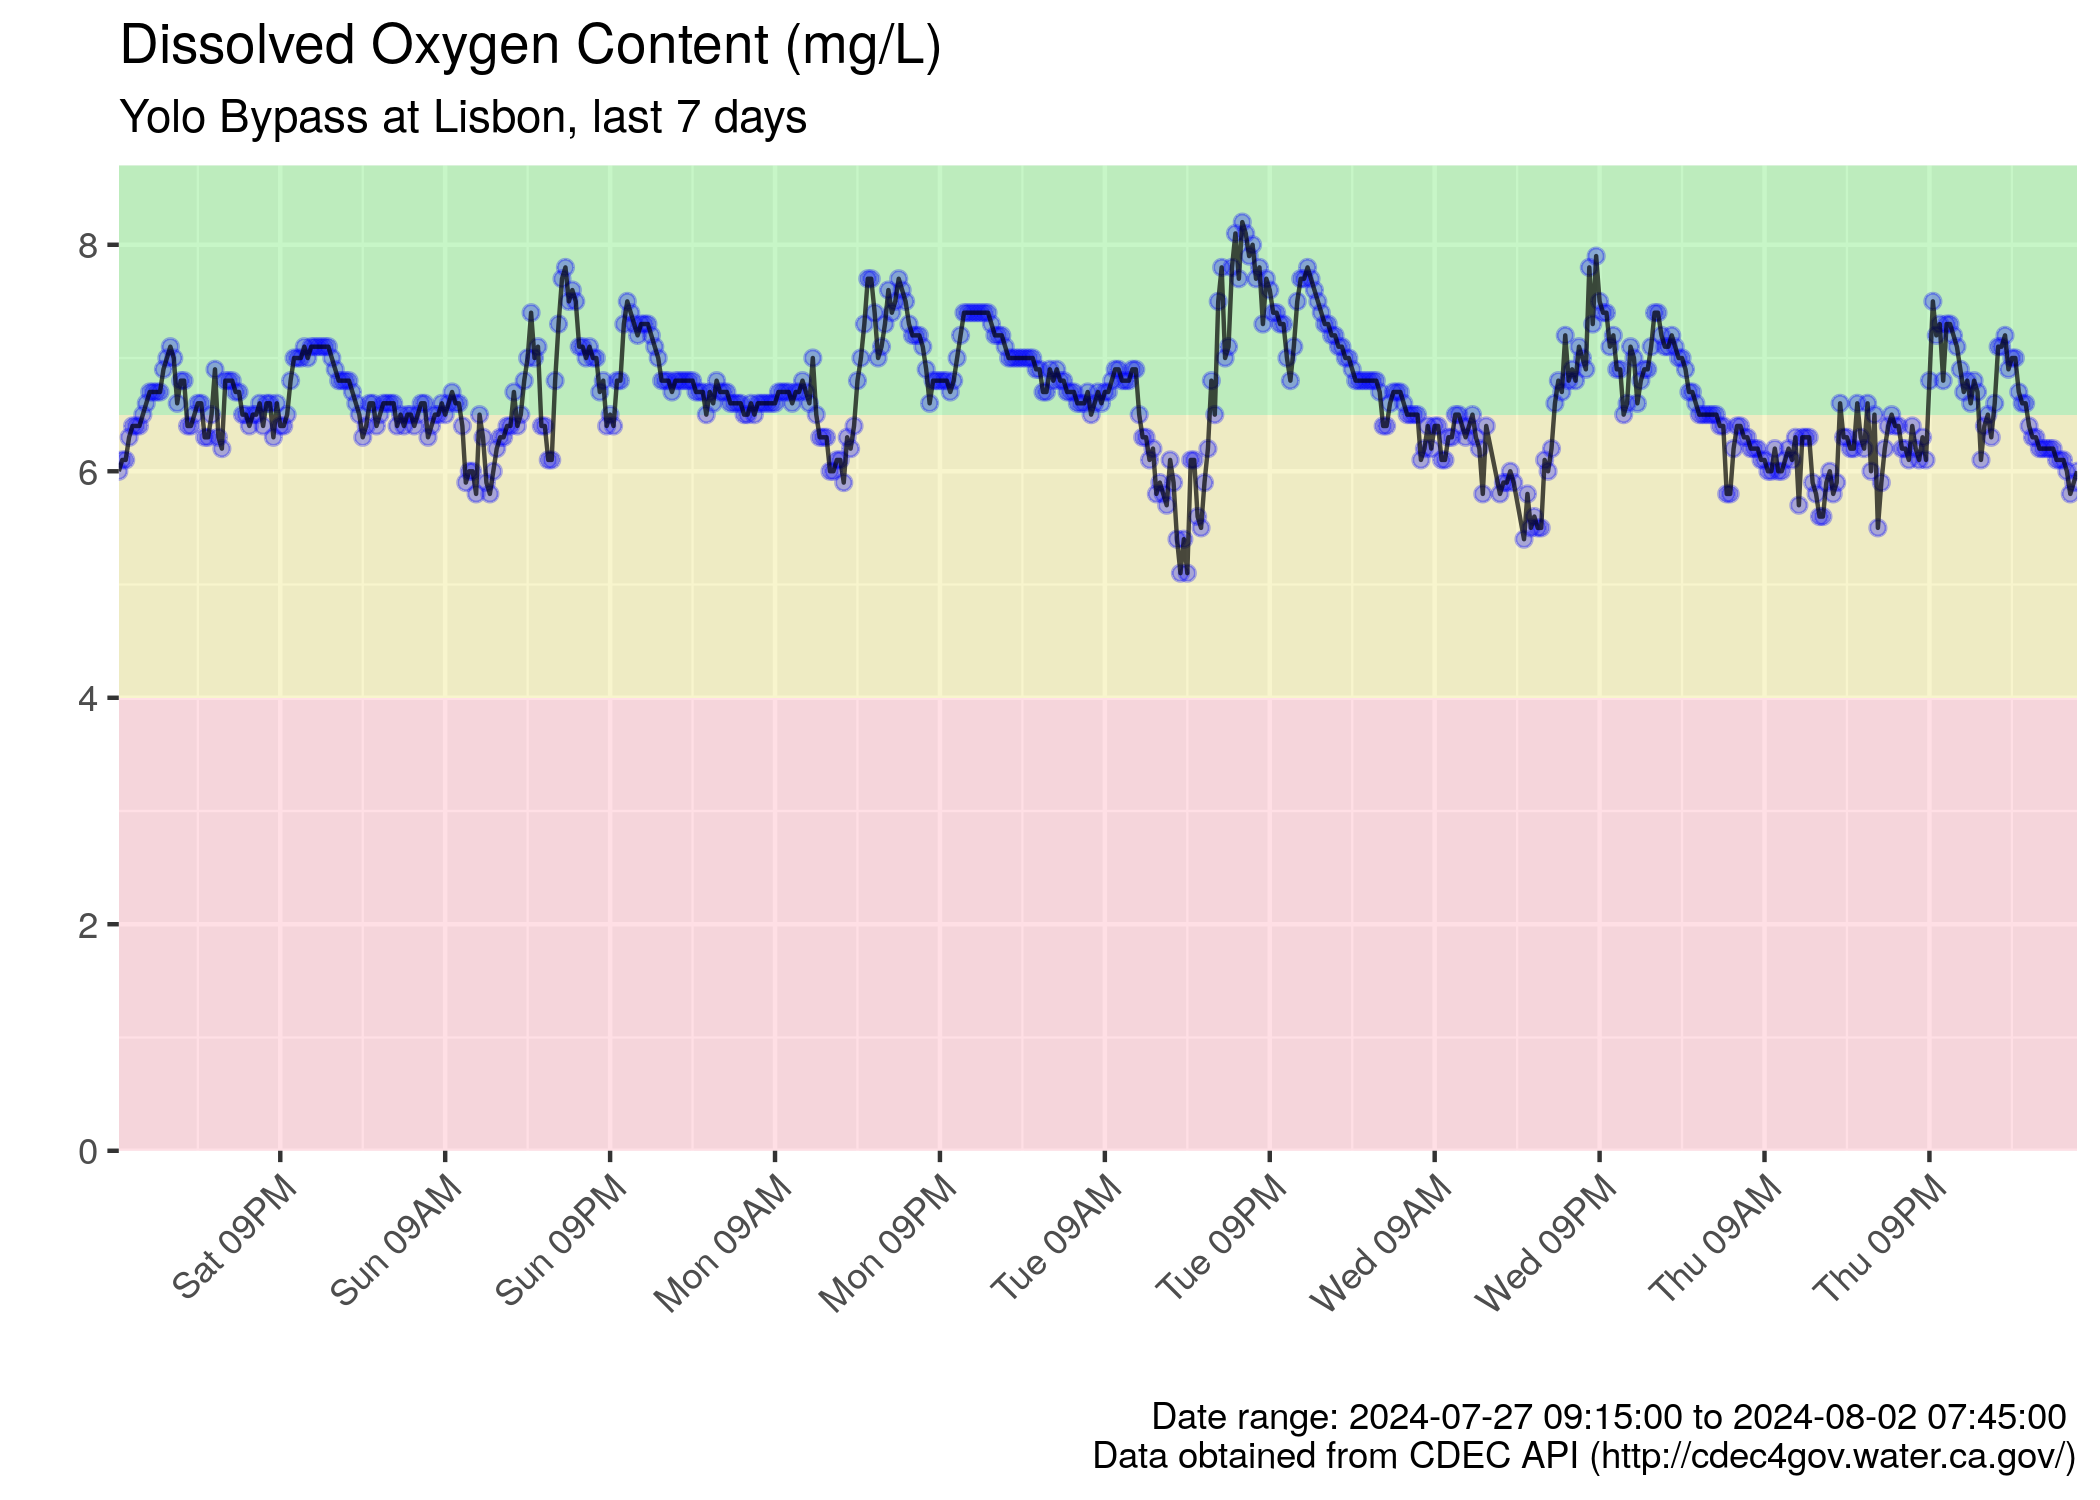 Dissolved Oxygen Content (mg/L)
Yolo Bypass at Lisbon, last 7 days
8
6
4
2
0
Sat 09PM
Sun 09AM
Sun 09PM
Mon 09AM
Mon 09PM
Tue 09AM
Tue 09PM
Wed 09AM
Wed 09PM
Thu 09AM
Thu 09PM
Date range: 2024-07-27 09:15:00 to 2024-08-02 07:45:00
Data obtained from CDEC API (http://cdec4gov.water.ca.gov/)